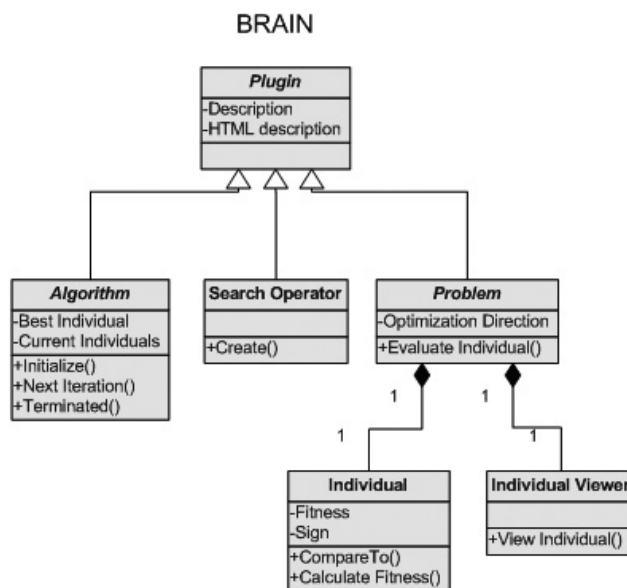 BRAIN
Plugin
-Description
-HTML description
Algorithm
-Best Individual
-Current Individuals
+Initialize()
+Next Iteration()
+Terminated()
Search Operator
+Create()
Problem
-Optimization Direction
+Evaluate Individual()
1
1
1
1
Individual
-Fitness
-Sign
+CompareTo()
+Calculate Fitness()
Individual Viewer
+View Individual()